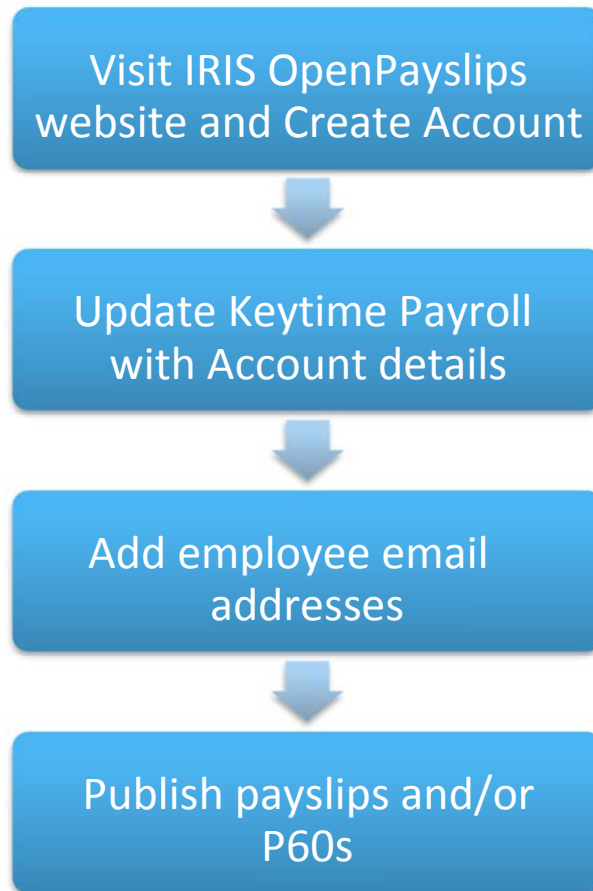 Visit IRIS OpenPayslips
website and Create Account
Update Keytime Payroll
with Account details
Add employee email
addresses
Publish payslips and/or
P60s